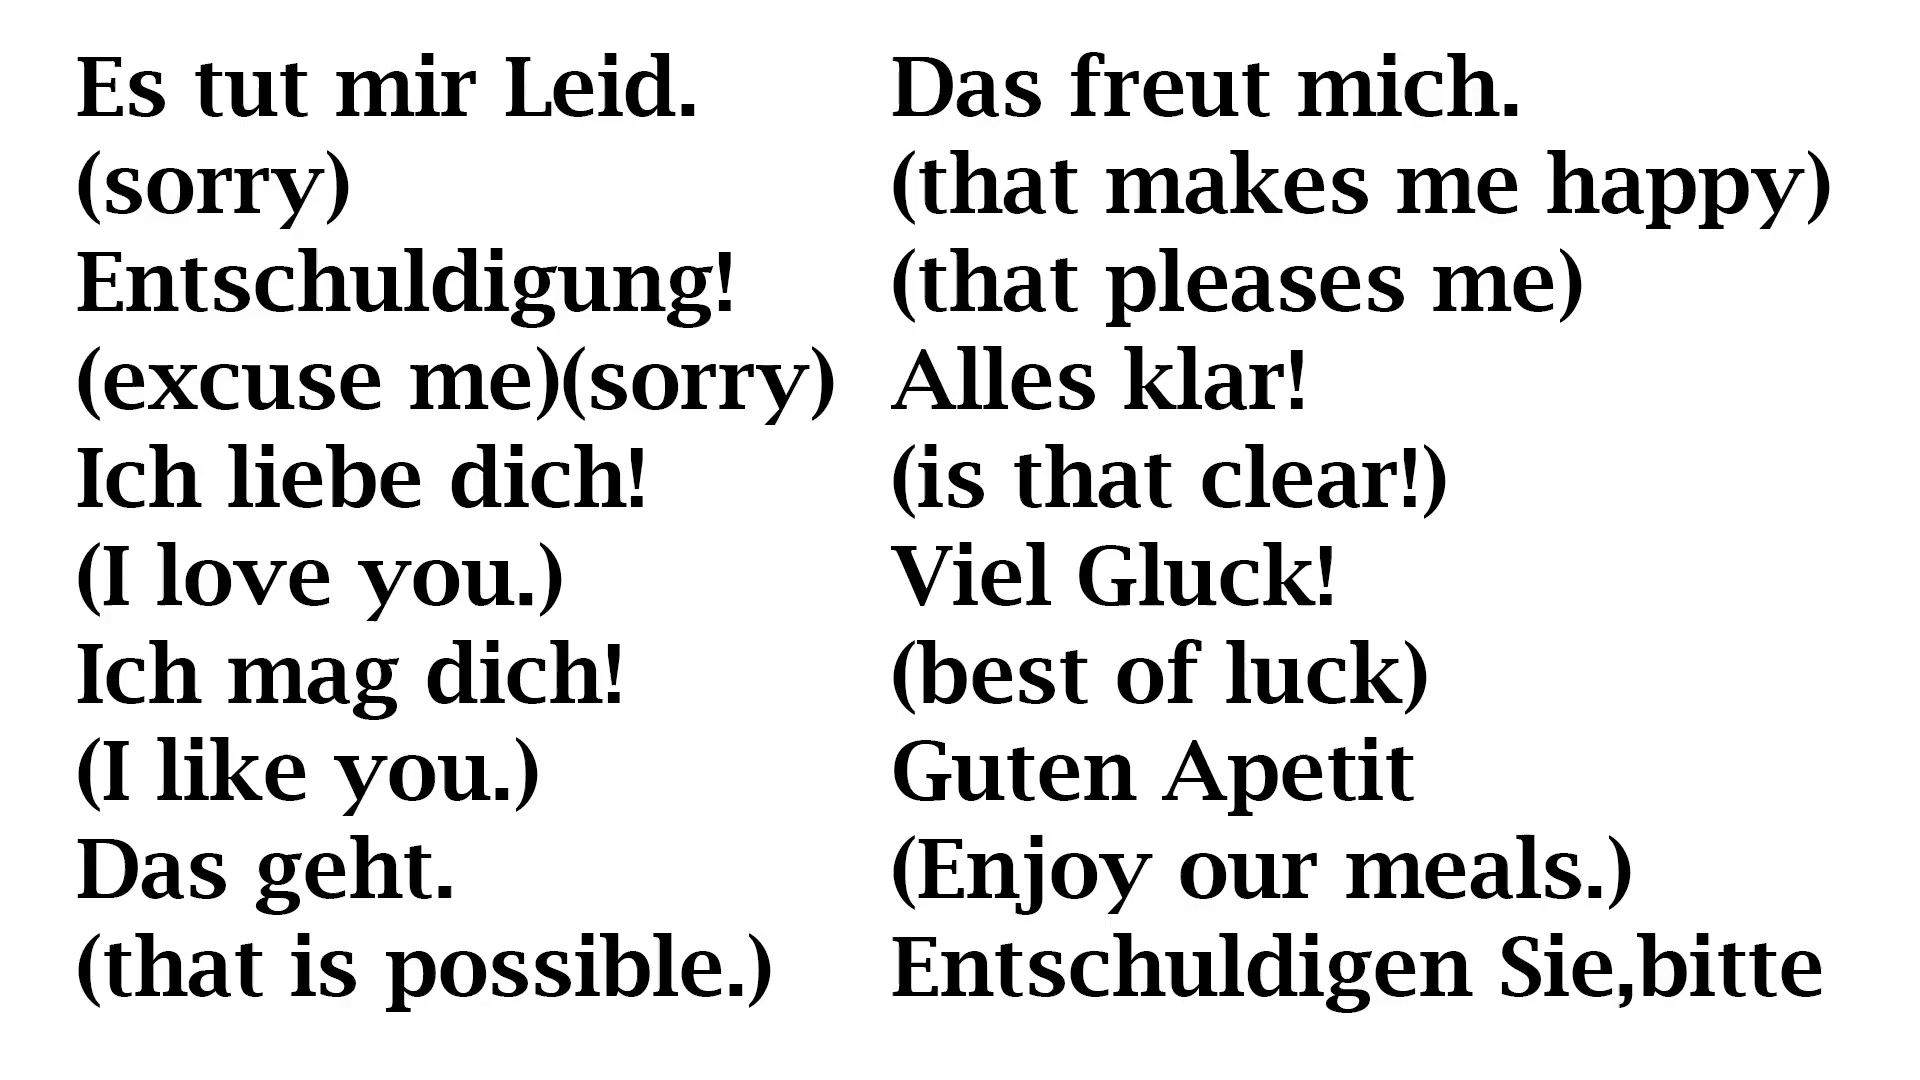 Es tut mir Leid.
(sorry)
Entschuldigung!
(excuse me)(sorry)
Ich liebe dich!
(I love you.)
Ich mag dich!
(I like you.)
Das geht.
(that is possible.)
Das freut mich.
(that makes me happy)
(that pleases me)
Alles klar!
(is that clear!)
Viel Gluck!
(best of luck)
Guten Apetit
(Enjoy our meals.)
Entschuldigen Sie,bitte